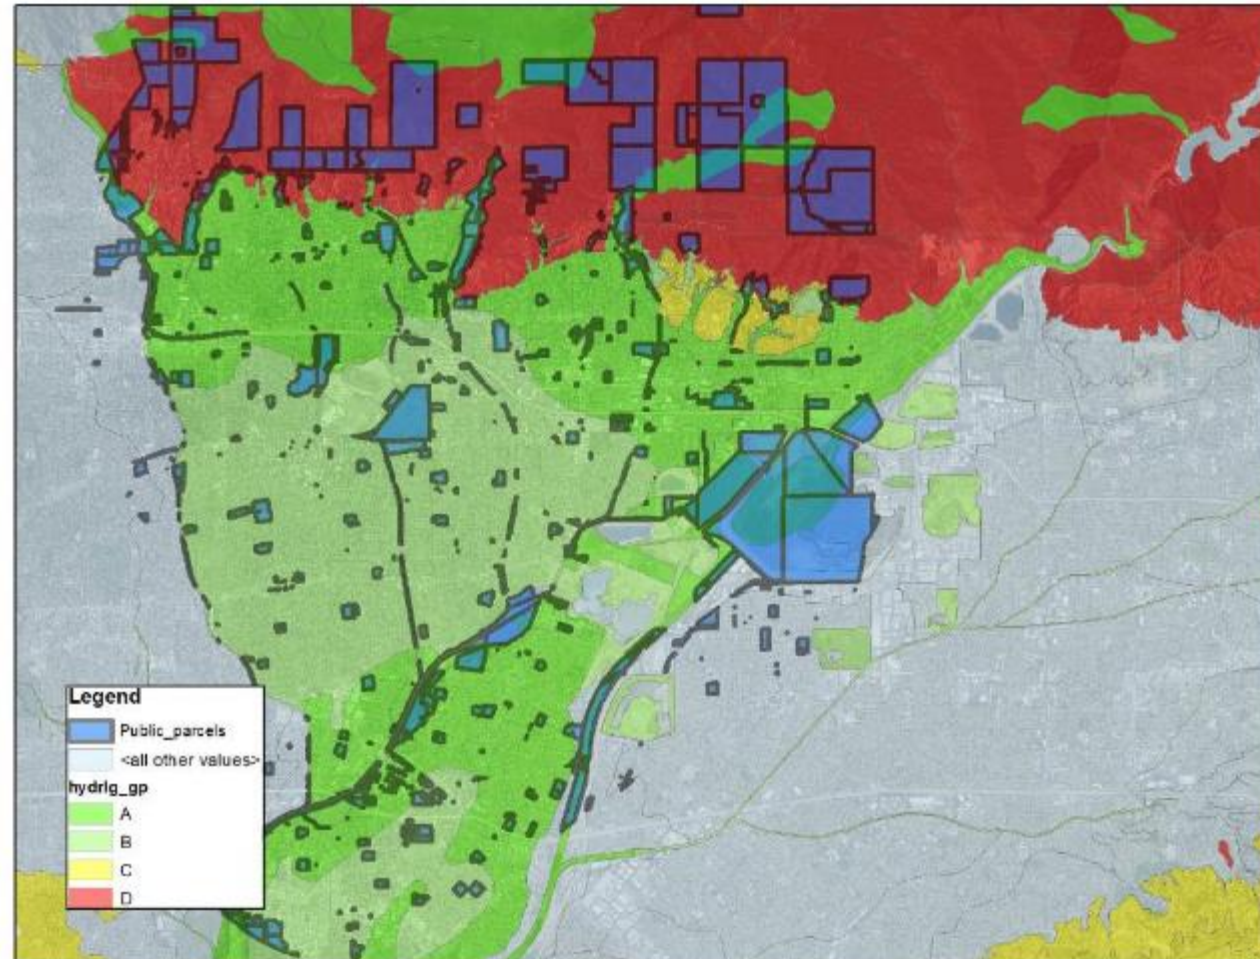 Legend
Public_parcels
<all other values>
hydrlg_gp
A
B
C
D